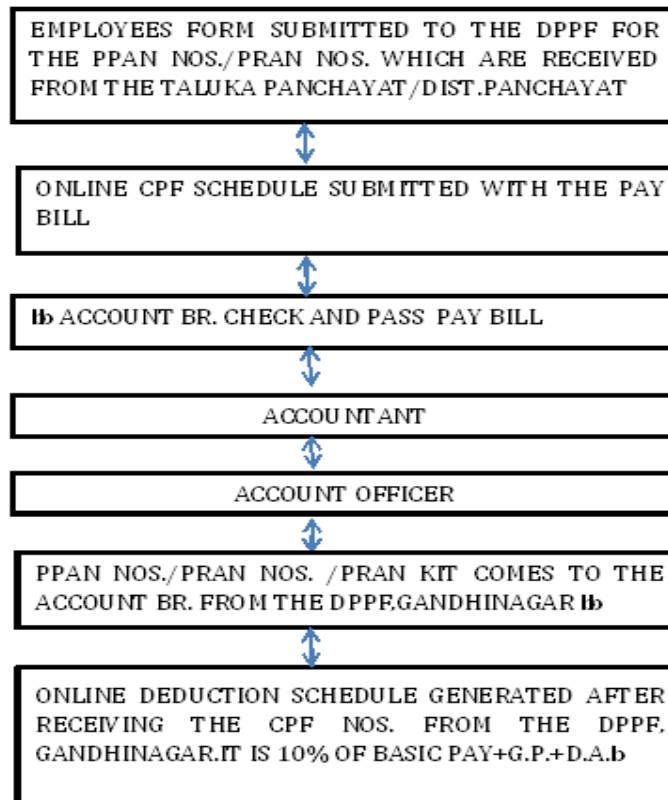 EMPLOYEES FORM SUBMITTED TO THE DPPF FOR
THE PPAN NOS./PRAN NOS. WHICH ARE RECEIVED
FROM THE TALUKA PANCHAYAT/DIST.PANCHAYAT
ONLINE CPF SCHEDULE SUBMITTED WITH THE PAY
BILL
ACCOUNT BR. CHECK AND PASS PAY BILL
ACCOUNTANT
ACCOUNT OFFICER
PPAN NOS./PRAN NOS. /PRAN KIT COMES TO THE
ACCOUNT BR. FROM THE DPPF,GANDHINAGAR
ONLINE DEDUCTION SCHEDULE GENERATED AFTER
RECEIVING THE CPF NOS. FROM THE DPPF,
GANDHINAGAR.IT IS 10% OF BASIC PAY+G.P.+D.A.b